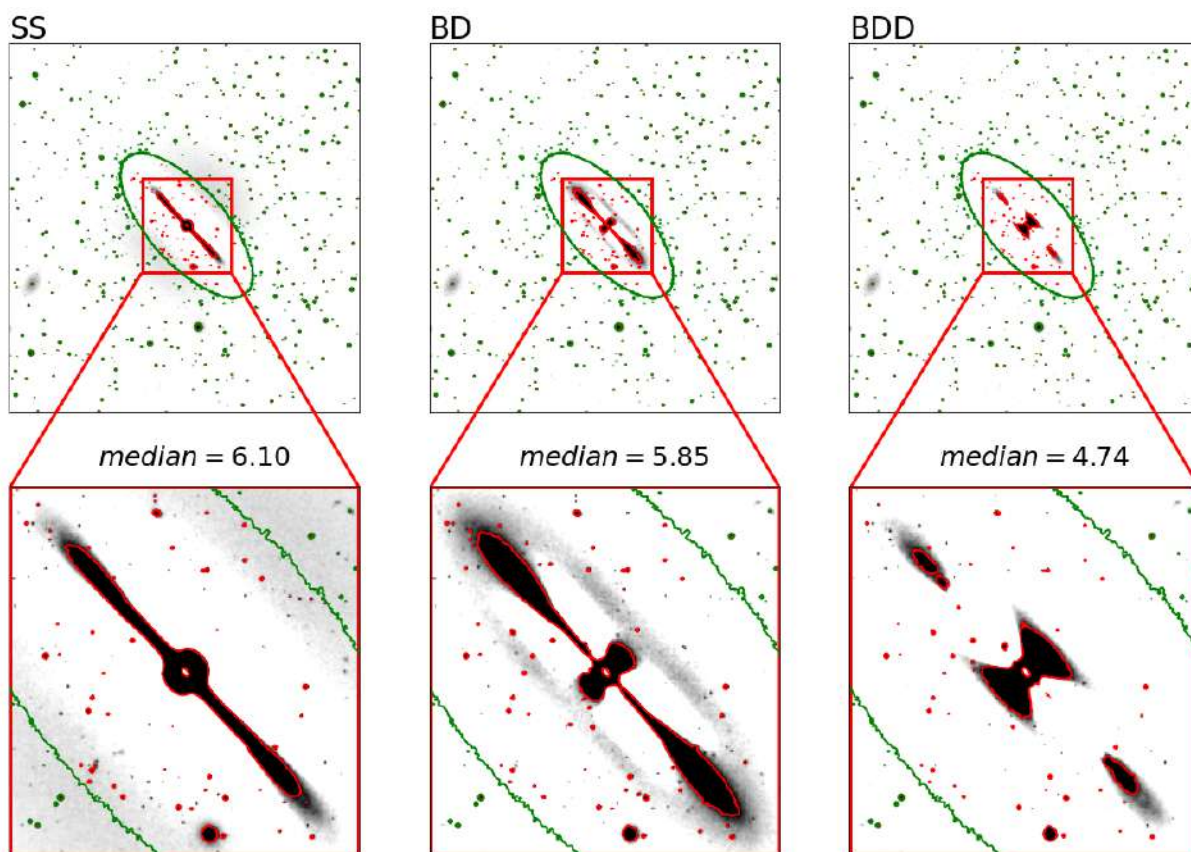 SS
BD
BDD
median = 6.10
median = 5.85
median = 4.74